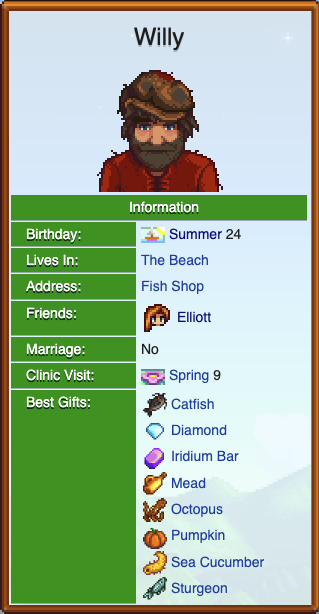 Willy
Information
Birthday: Summer 24
Lives In: The Beach
Address: Fish Shop
Friends: Elliott
Marriage: No
Clinic Visit: Spring 9
Best Gifts: Catfish
Diamond
Iridium Bar
Mead
Octopus
Pumpkin
Sea Cucumber
Sturgeon